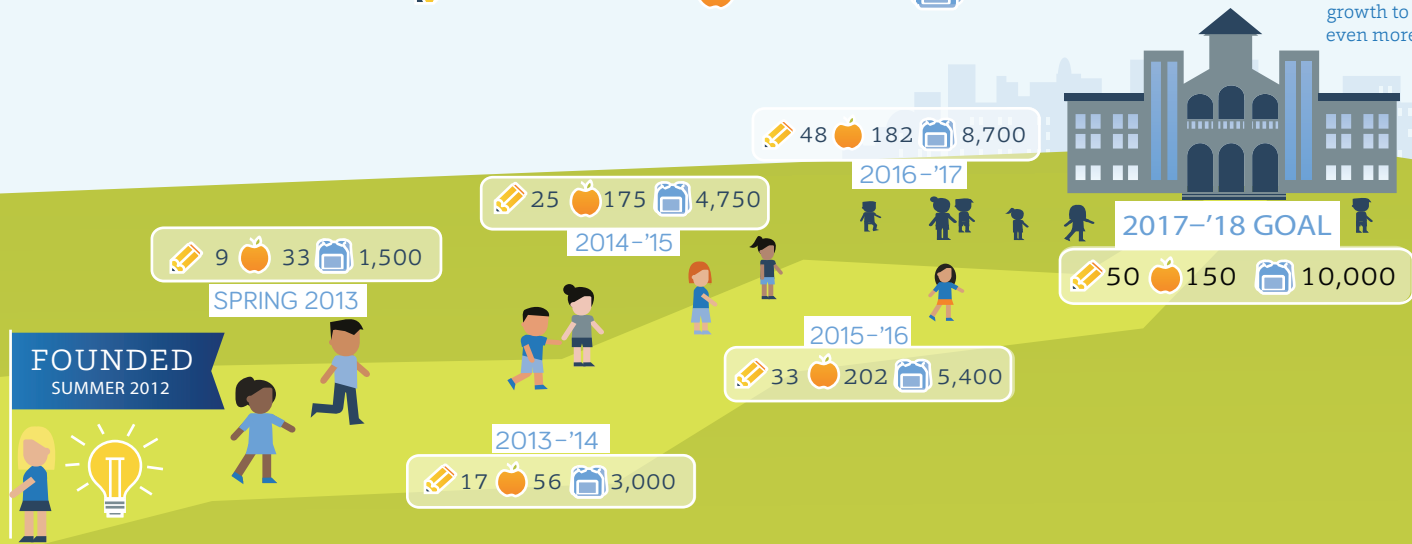 growth to
even more
48 182 8,700
2016–'17
25 175 4,750
2014–'15
2017–'18 GOAL
50 150 10,000
9 33 1,500
SPRING 2013
2015–'16
33 202 5,400
FOUNDED
SUMMER 2012
2013–'14
17 56 3,000